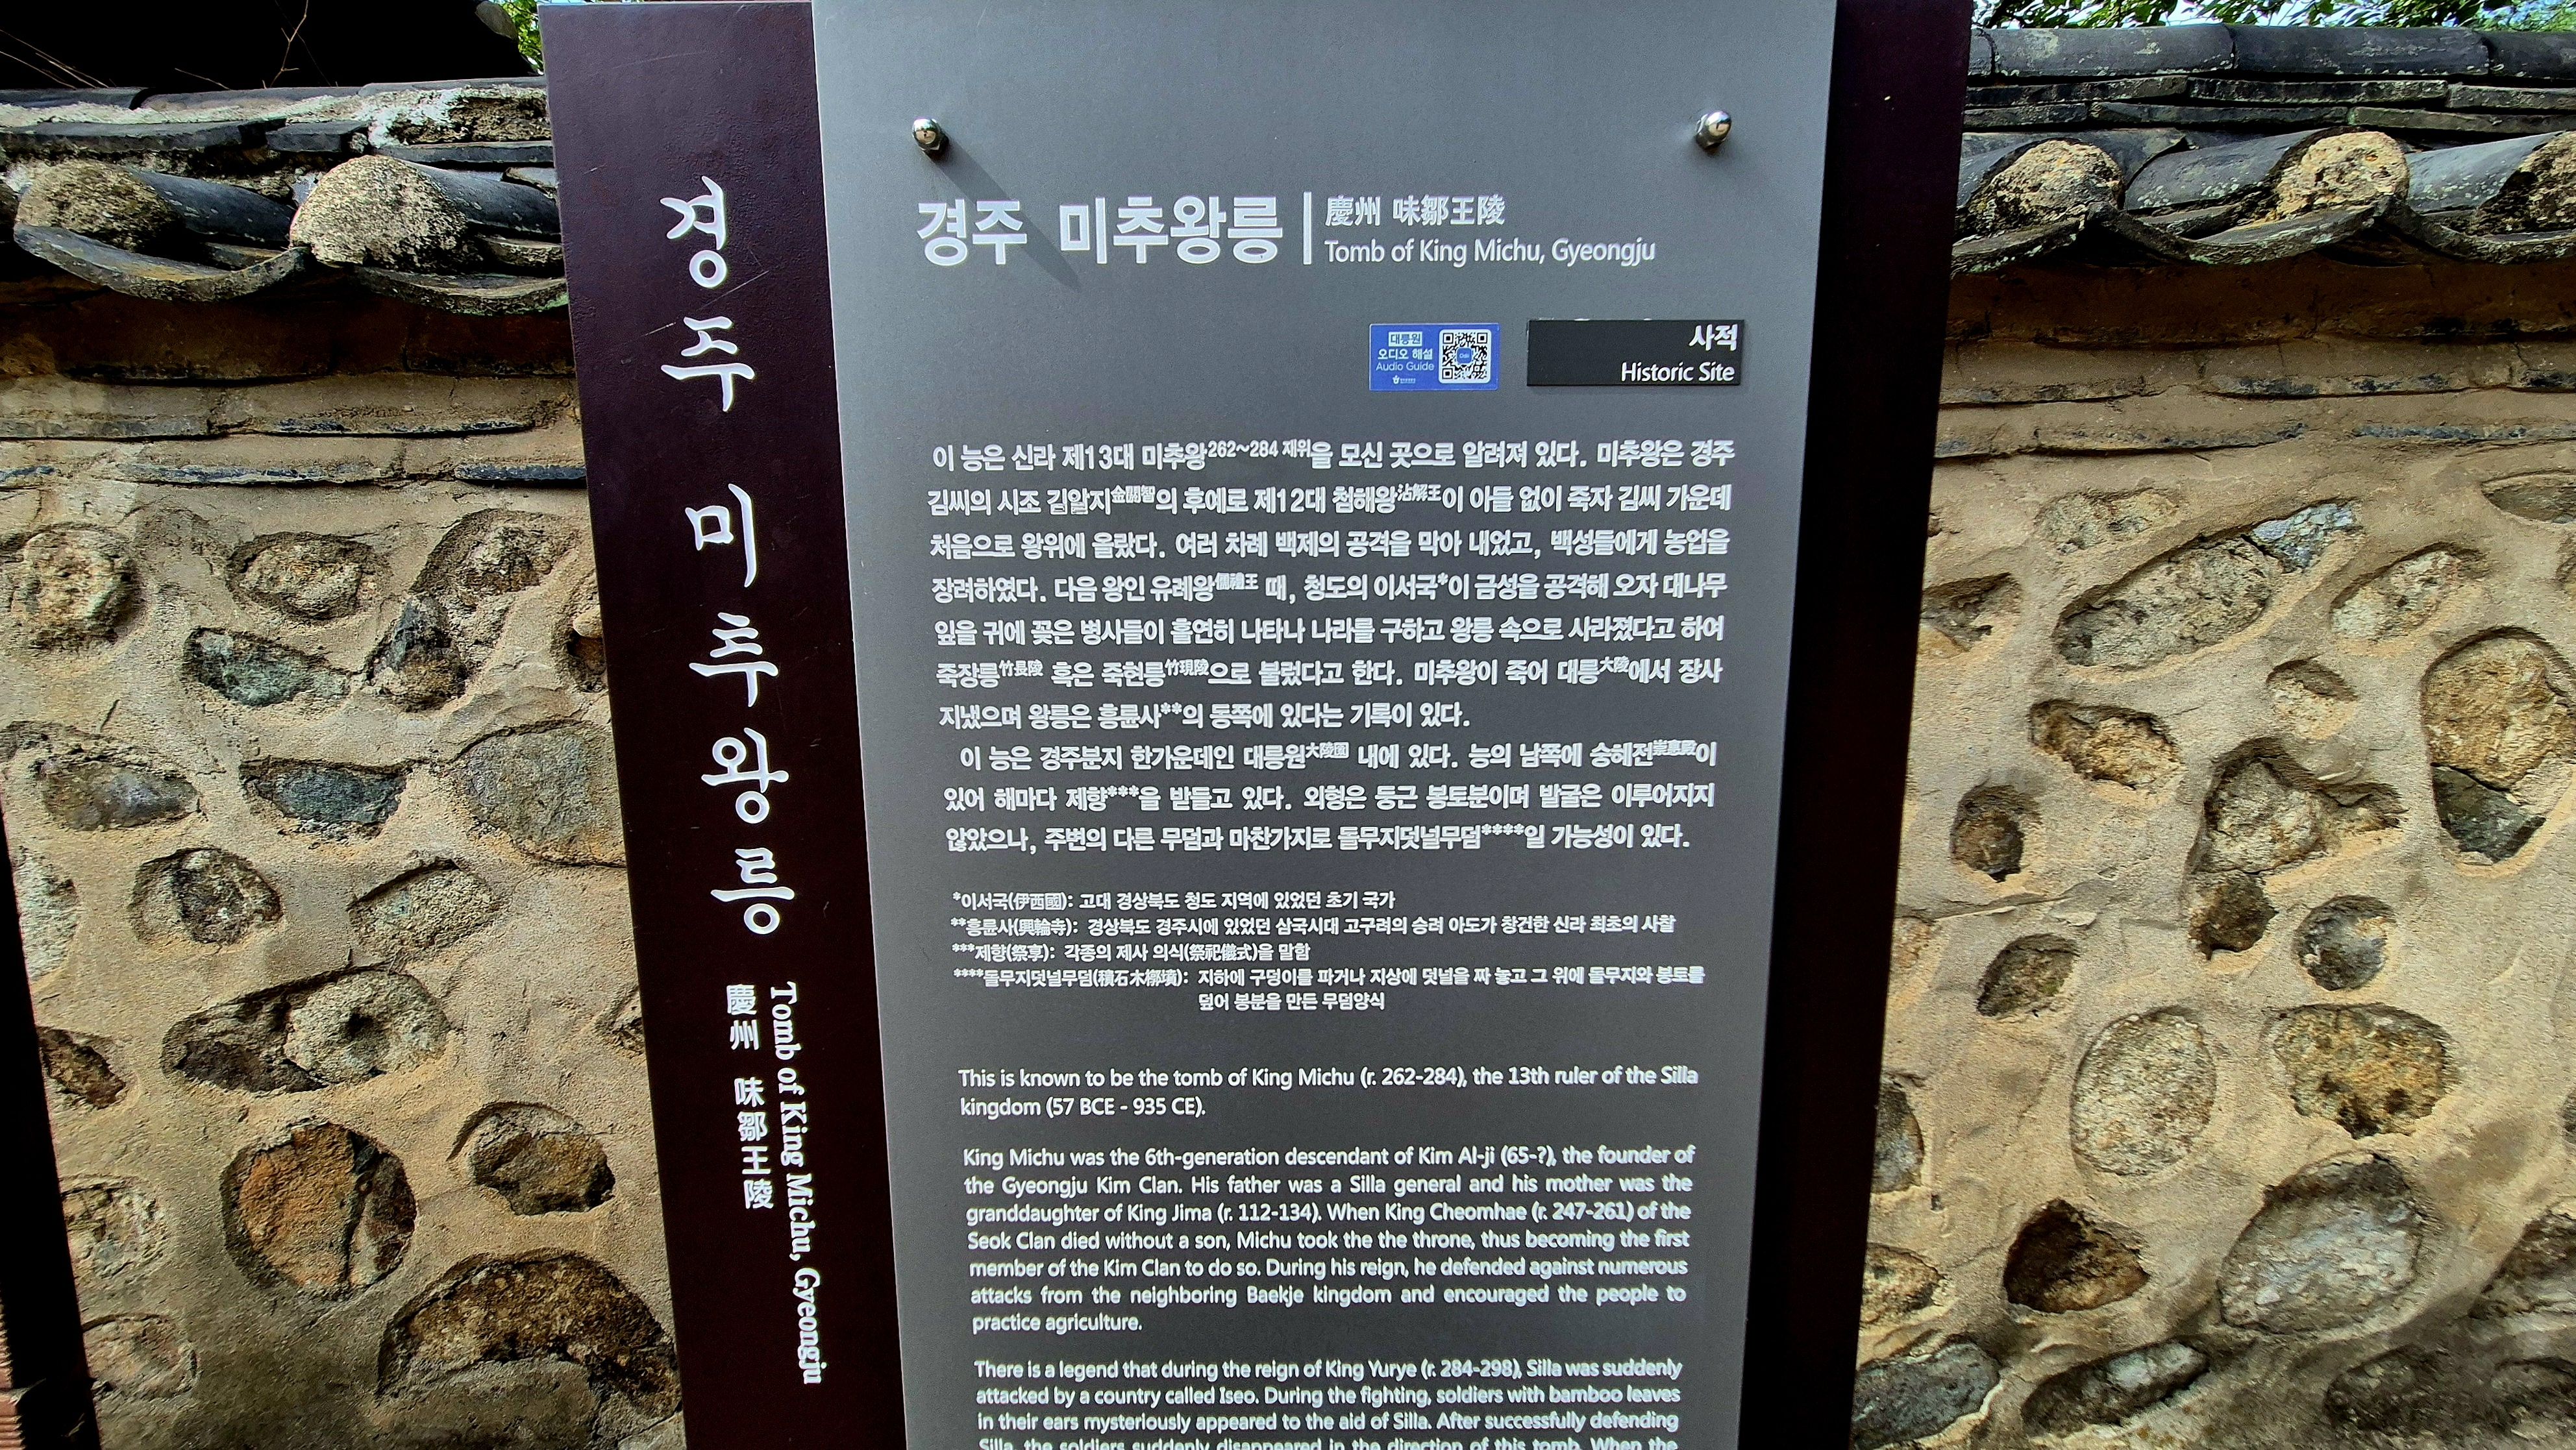 경주 미추왕릉
慶州 味鄒王陵
Tomb of King Michu, Gyeongju
경주 미추왕릉
慶州 味鄒王陵
Tomb of King Michu, Gyeongju
대릉원
오디오 해설
Audio Guide
사적
Historic Site
이 능은 신라 제13대 미추왕262~284 재위을 모신 곳으로 알려져 있다. 미추왕은 경주
김씨의 시조 김알지金閼智의 후예로 제12대 첨해왕沾解王이 아들 없이 죽자 김씨 가운데
처음으로 왕위에 올랐다. 여러 차례 백제의 공격을 막아 내었고, 백성들에게 농업을
장려하였다. 다음 왕인 유례왕儒禮王 때, 청도의 이서국*이 금성을 공격해 오자 대나무
잎을 귀에 꽂은 병사들이 홀연히 나타나 나라를 구하고 왕릉 속으로 사라졌다고 하여
죽장릉竹長陵 혹은 죽현릉竹現陵으로 불렀다고 한다. 미추왕이 죽어 대릉大陵에서 장사
지냈으며 왕릉은 흥륜사**의 동쪽에 있다는 기록이 있다.
이 능은 경주분지 한가운데인 대릉원大陵園 내에 있다. 능의 남쪽에 숭혜전崇惠殿이
있어 해마다 제향***을 받들고 있다. 외형은 둥근 봉토분이며 발굴은 이루어지지
않았으나, 주변의 다른 무덤과 마찬가지로 돌무지덧널무덤****일 가능성이 있다.
*이서국(伊西國): 고대 경상북도 청도 지역에 있었던 초기 국가
**흥륜사(興輪寺): 경상북도 경주시에 있었던 삼국시대 고구려의 승려 아도가 창건한 신라 최초의 사찰
***제향(祭享): 각종의 제사 의식(祭祀儀式)을 말함
****돌무지덧널무덤(積石木槨墳): 지하에 구덩이를 파거나 지상에 덧널을 짜 놓고 그 위에 돌무지와 봉토를
덮어 봉분을 만든 무덤양식
This is known to be the tomb of King Michu (r. 262-284), the 13th ruler of the Silla
kingdom (57 BCE - 935 CE).
King Michu was the 6th-generation descendant of Kim Al-ji (65-?), the founder of
the Gyeongju Kim Clan. His father was a Silla general and his mother was the
granddaughter of King Jima (r. 112-134). When King Cheomhae (r. 247-261) of the
Seok Clan died without a son, Michu took the the throne, thus becoming the first
member of the Kim Clan to do so. During his reign, he defended against numerous
attacks from the neighboring Baekje kingdom and encouraged the people to
practice agriculture.
There is a legend that during the reign of King Yurye (r. 284-298), Silla was suddenly
attacked by a country called Iseo. During the fighting, soldiers with bamboo leaves
in their ears mysteriously appeared to the aid of Silla. After successfully defending
Silla, the soldiers suddenly disappeared in the direction of this tomb. When the